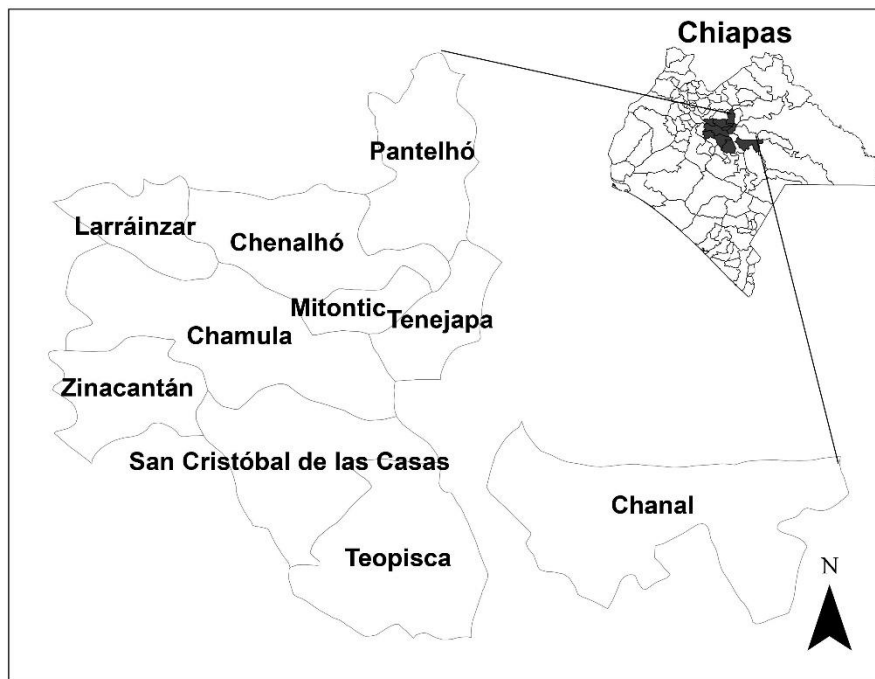 Chiapas
Pantelhó
Larráinzar
Chenalhó
Mitontic
Tenejapa
Chamula
Zinacantán
San Cristóbal de las Casas
Chanal
Teopisca
N